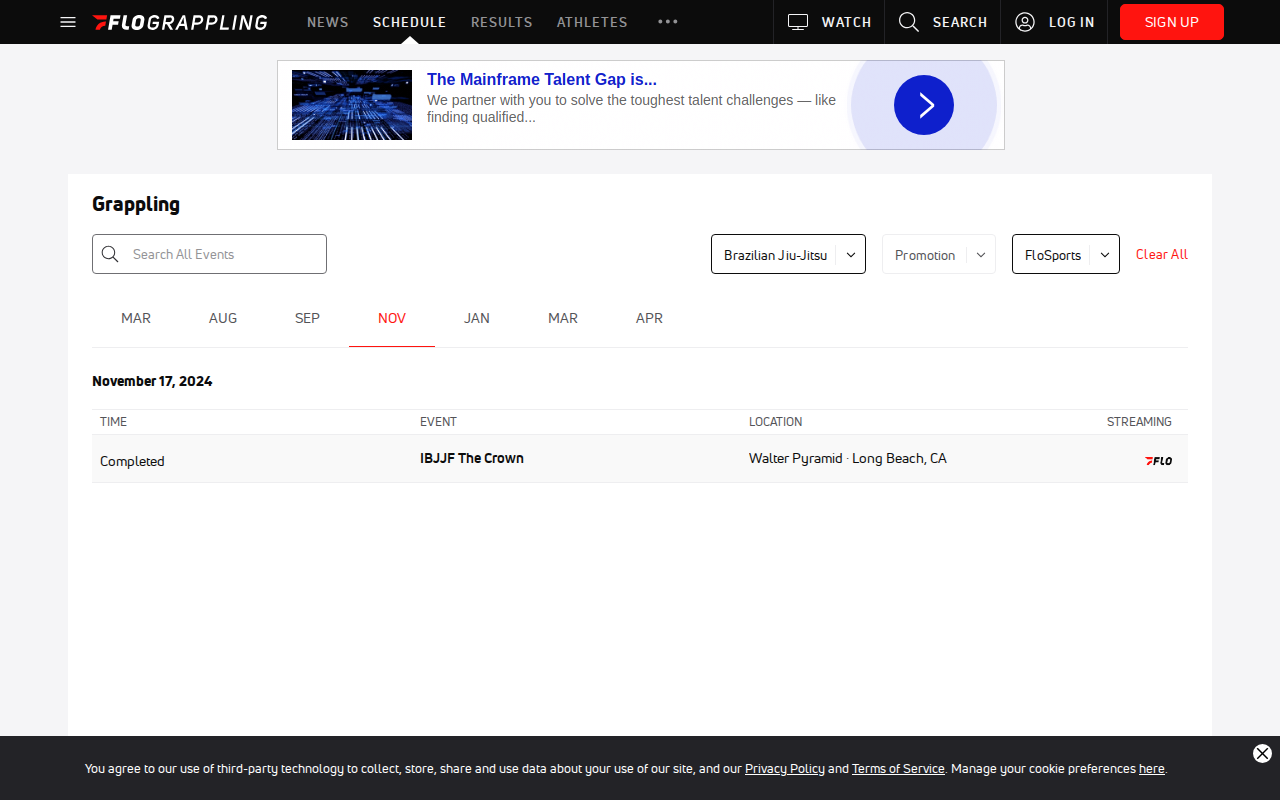 FLOGRAPPLING NEWS SCHEDULE RESULTS ATHLETES WATCH SEARCH LOG IN SIGN UP
The Mainframe Talent Gap is...
We partner with you to solve the toughest talent challenges — like
finding qualified...
Grappling
Search All Events Brazilian Jiu-Jitsu Promotion FloSports Clear All
MAR AUG SEP NOV JAN MAR APR
November 17, 2024
TIME EVENT LOCATION STREAMING
Completed IBJJF The Crown Walter Pyramid · Long Beach, CA FLO
You agree to our use of third-party technology to collect, store, share and use data about your use of our site, and our Privacy Policy and Terms of Service. Manage your cookie preferences here.